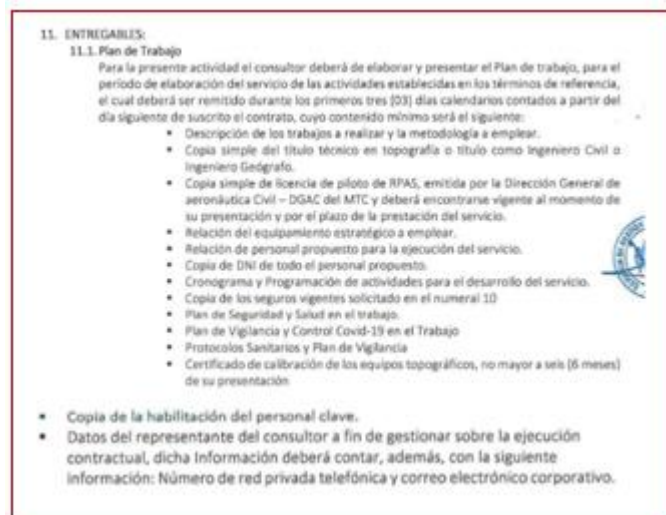 11. ENTREGABLES:
11.1. Plan de Trabajo
Para la presente actividad el consultor deberá de elaborar y presentar el Plan de trabajo, para el
período de elaboración del servicio de las actividades establecidas en los términos de referencia,
el cual deberá ser remitido durante los primeros tres (03) días calendarios contados a partir del
día siguiente de suscrito el contrato, cuyo contenido mínimo será el siguiente:
• Descripción de los trabajos a realizar y la metodología a emplear.
• Copia simple del título técnico en topografía o título como Ingeniero Civil o
Ingeniero Geógrafo.
• Copia simple de licencia de piloto de RPAS, emitida por la Dirección General de
aeronáutica Civil – DGAC del MTC y deberá encontrarse vigente al momento de
su presentación y por el plazo de la prestación del servicio.
• Relación del equipamiento estratégico a emplear.
• Relación de personal propuesto para la ejecución del servicio.
• Copia de DNI de todo el personal propuesto.
• Cronograma y Programación de actividades para el desarrollo del servicio.
• Copia de los seguros vigentes solicitado en el numeral 10
• Plan de Seguridad y Salud en el trabajo.
• Plan de Vigilancia y Control Covid-19 en el Trabajo
• Protocolos Sanitarios y Plan de Vigilancia
• Certificado de calibración de los equipos topográficos, no mayor a seis (6 meses)
de su presentación
• Copia de la habilitación del personal clave.
• Datos del representante del consultor a fin de gestionar sobre la ejecución
contractual, dicha Información deberá contar, además, con la siguiente
información: Número de red privada telefónica y correo electrónico corporativo.